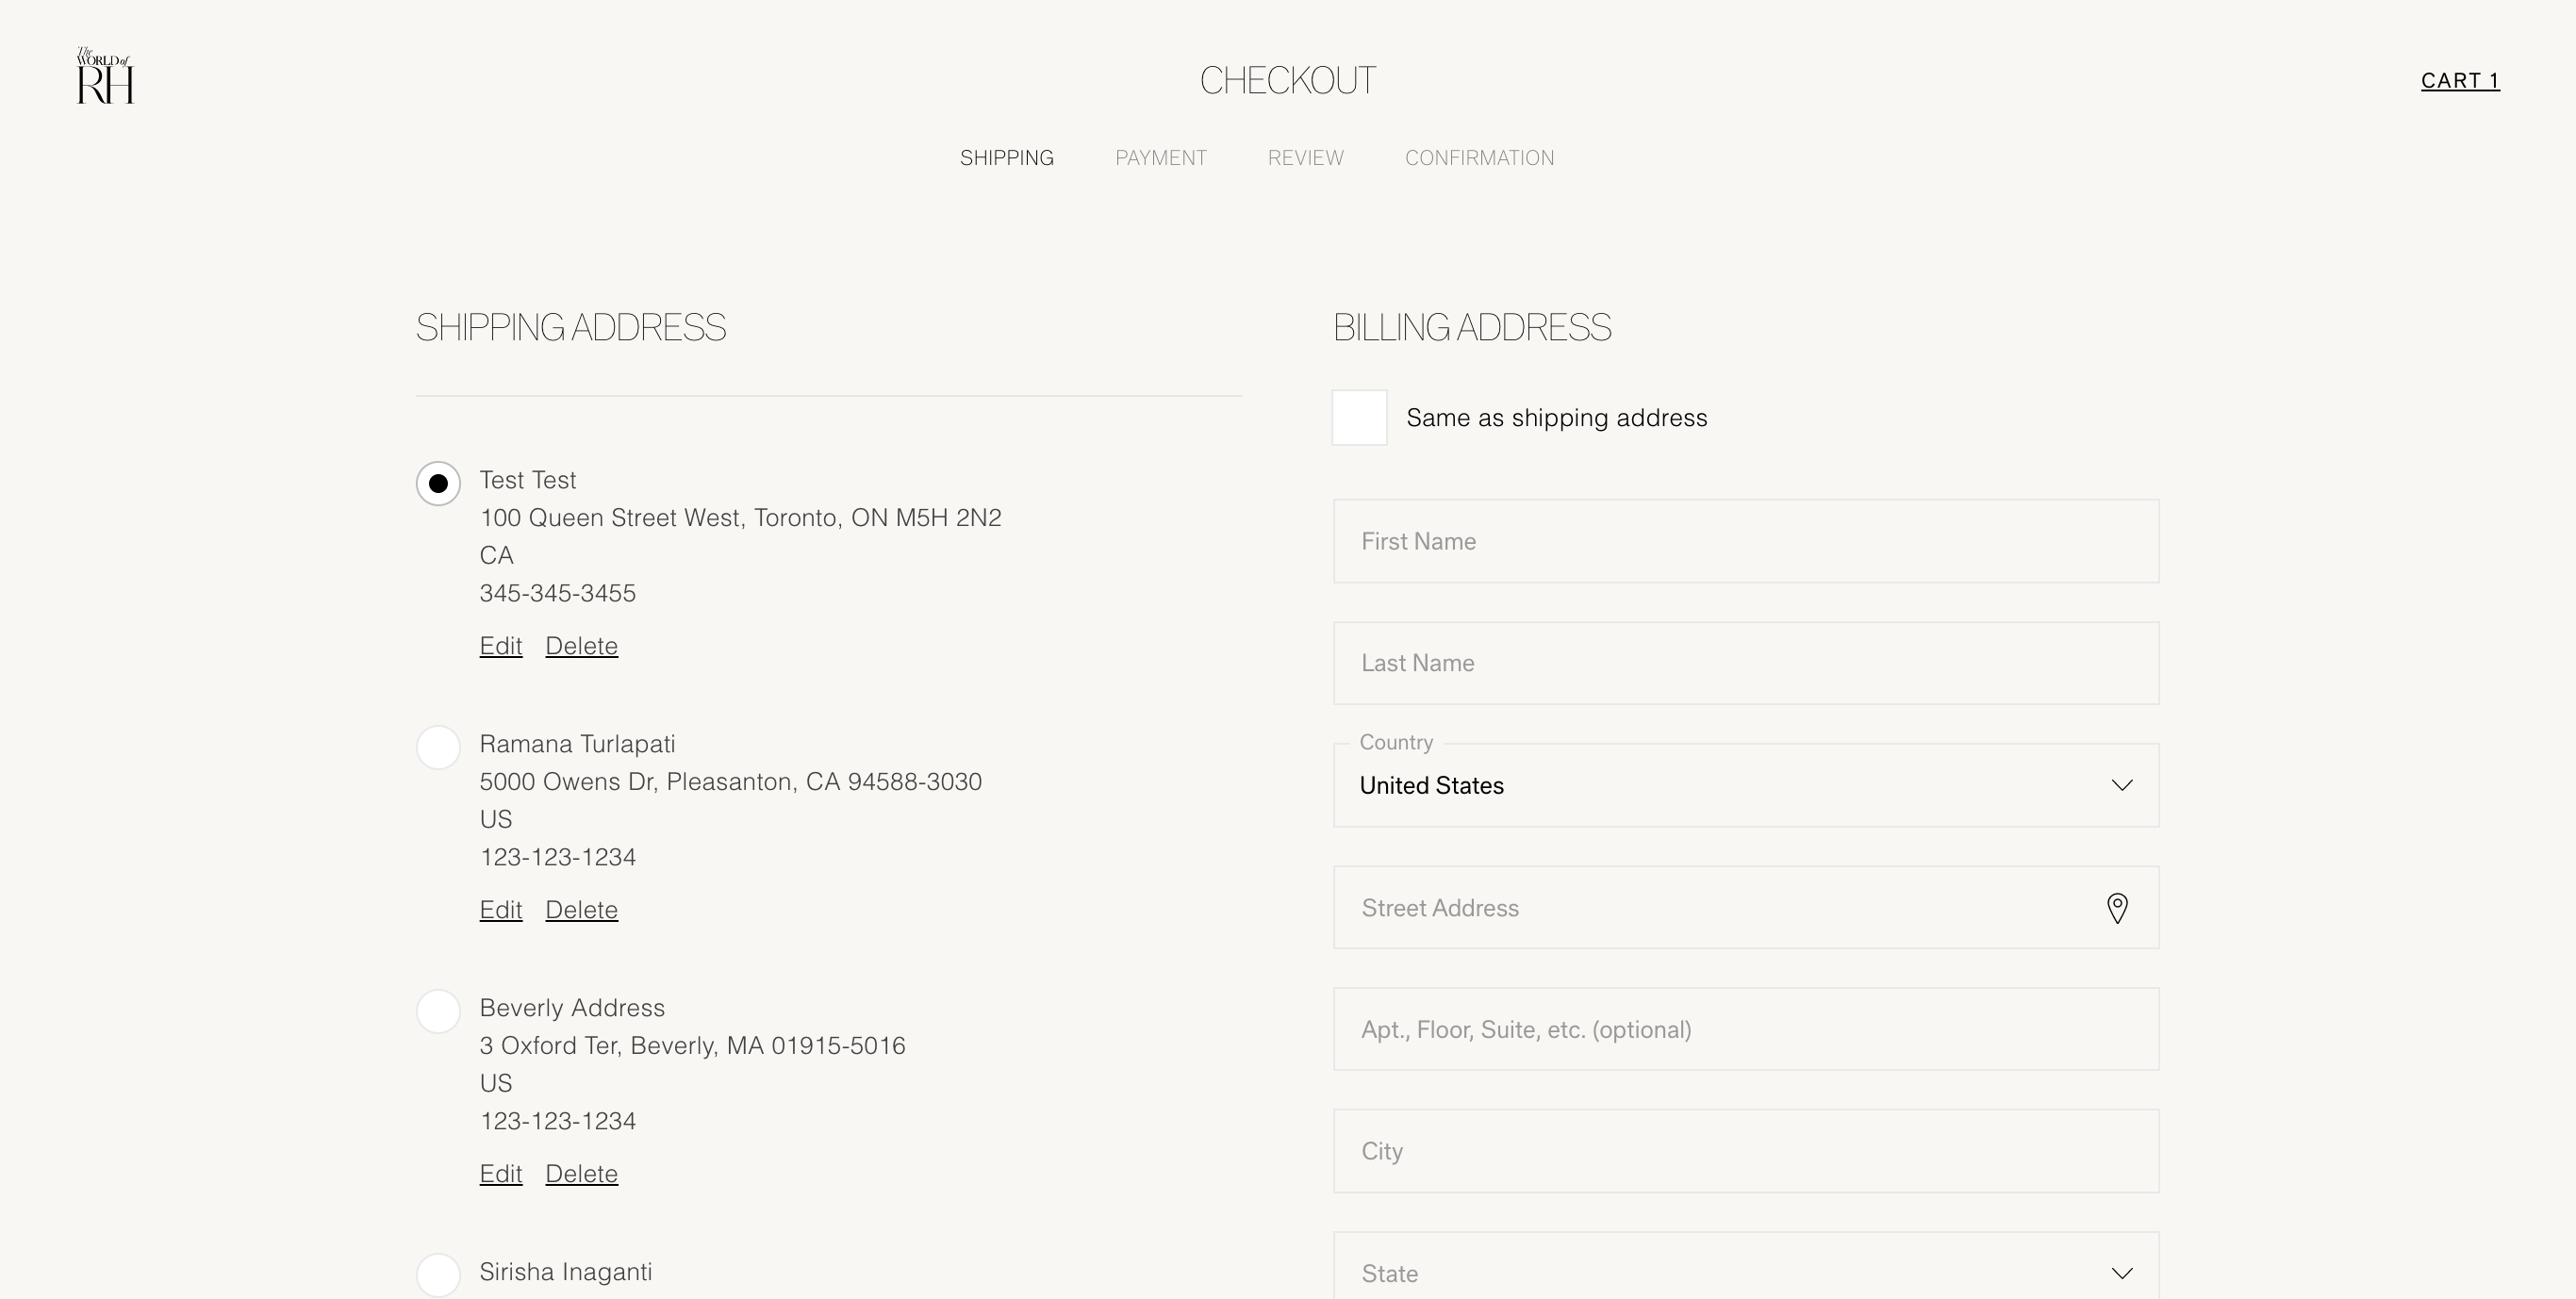 The
WORLD of
RH
CHECKOUT
CART 1
SHIPPING PAYMENT REVIEW CONFIRMATION
SHIPPING ADDRESS
Test Test
100 Queen Street West, Toronto, ON M5H 2N2
CA
345-345-3455
Edit Delete
Ramana Turlapati
5000 Owens Dr, Pleasanton, CA 94588-3030
US
123-123-1234
Edit Delete
Beverly Address
3 Oxford Ter, Beverly, MA 01915-5016
US
123-123-1234
Edit Delete
Sirisha Inaganti
BILLING ADDRESS
Same as shipping address
First Name
Last Name
Country
United States
Street Address
Apt., Floor, Suite, etc. (optional)
City
State